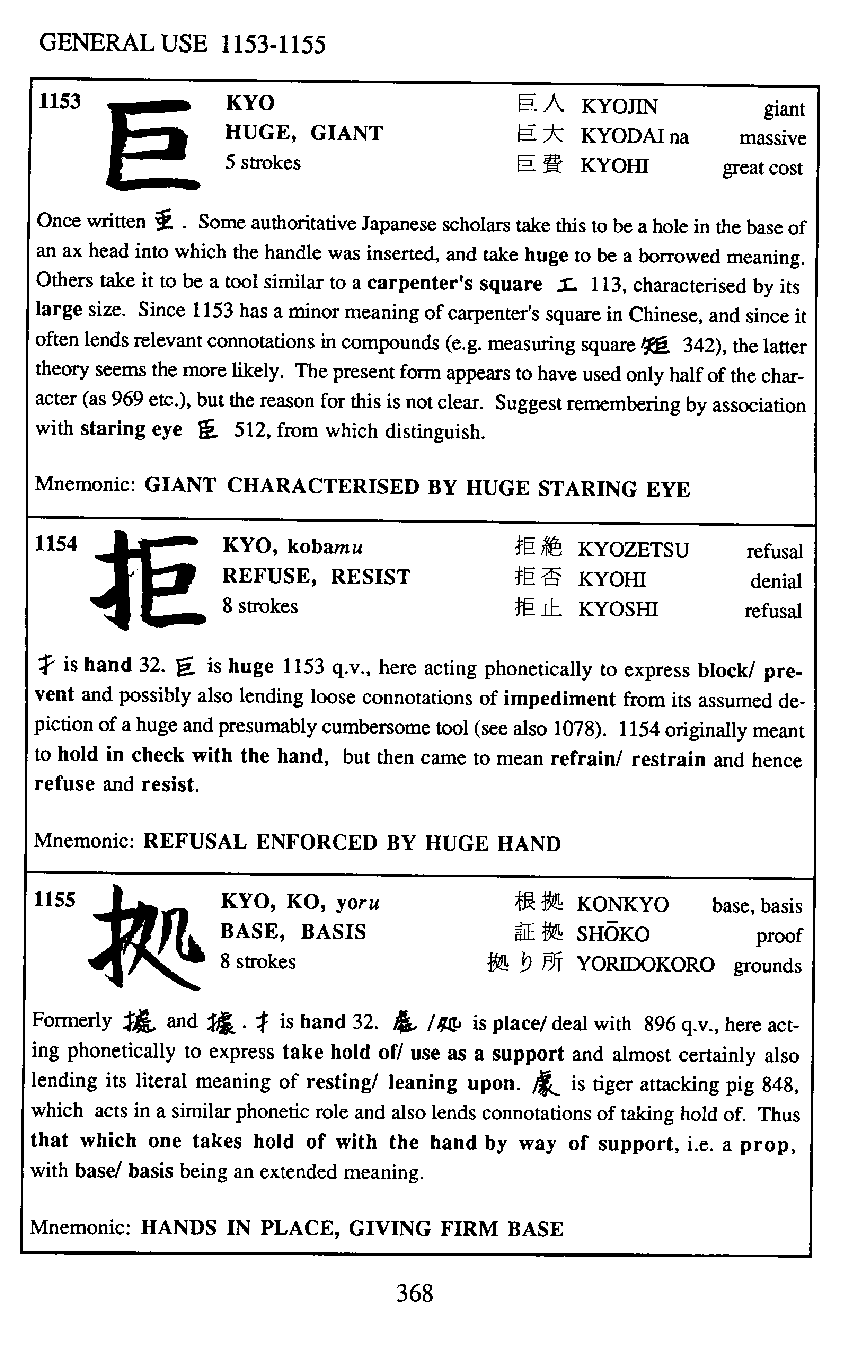 GENERAL USE 1153-1155
1153 巨 KYO 巨人 KYOJIN giant
HUGE, GIANT 巨大 KYODAI na massive
5 strokes 巨費 KYOHI great cost
Once written . Some authoritative Japanese scholars take this to be a hole in the base of
an ax head into which the handle was inserted, and take huge to be a borrowed meaning.
Others take it to be a tool similar to a carpenter's square 工 113, characterised by its
large size. Since 1153 has a minor meaning of carpenter's square in Chinese, and since it
often lends relevant connotations in compounds (e.g. measuring square 矩 342), the latter
theory seems the more likely. The present form appears to have used only half of the char-
acter (as 969 etc.), but the reason for this is not clear. Suggest remembering by association
with staring eye 臣 512, from which distinguish.
Mnemonic: GIANT CHARACTERISED BY HUGE STARING EYE
1154 拒 KYO, kobamu 拒絶 KYOZETSU refusal
REFUSE, RESIST 拒否 KYOHI denial
8 strokes 拒止 KYOSHI refusal
扌 is hand 32. 巨 is huge 1153 q.v., here acting phonetically to express block/ pre-
vent and possibly also lending loose connotations of impediment from its assumed de-
piction of a huge and presumably cumbersome tool (see also 1078). 1154 originally meant
to hold in check with the hand, but then came to mean refrain/ restrain and hence
refuse and resist.
Mnemonic: REFUSAL ENFORCED BY HUGE HAND
1155 拠 KYO, KO, yoru 根拠 KONKYO base, basis
BASE, BASIS 証拠 SHŌKO proof
8 strokes 拠り所 YORIDOKORO grounds
Formerly and 據. 扌 is hand 32. 處/処 is place/ deal with 896 q.v., here act-
ing phonetically to express take hold of/ use as a support and almost certainly also
lending its literal meaning of resting/ leaning upon. 豦 is tiger attacking pig 848,
which acts in a similar phonetic role and also lends connotations of taking hold of. Thus
that which one takes hold of with the hand by way of support, i.e. a prop,
with base/ basis being an extended meaning.
Mnemonic: HANDS IN PLACE, GIVING FIRM BASE
368